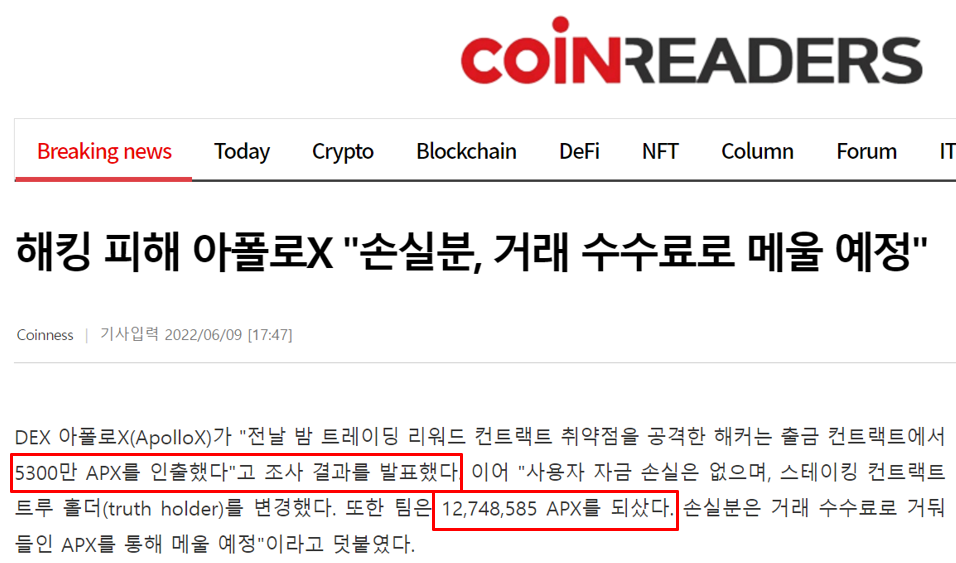 COiNREADERS
Breaking news Today Crypto Blockchain DeFi NFT Column Forum IT
해킹 피해 아폴로X "손실분, 거래 수수료로 메울 예정"
Coinness | 기사입력 2022/06/09 [17:47]
DEX 아폴로X(ApolloX)가 "전날 밤 트레이딩 리워드 컨트랙트 취약점을 공격한 해커는 출금 컨트랙트에서
5300만 APX를 인출했다"고 조사 결과를 발표했다. 이어 "사용자 자금 손실은 없으며, 스테이킹 컨트랙트
트루 홀더(truth holder)를 변경했다. 또한 팀은 12,748,585 APX를 되샀다. 손실분은 거래 수수료로 거둬
들인 APX를 통해 메울 예정"이라고 덧붙였다.